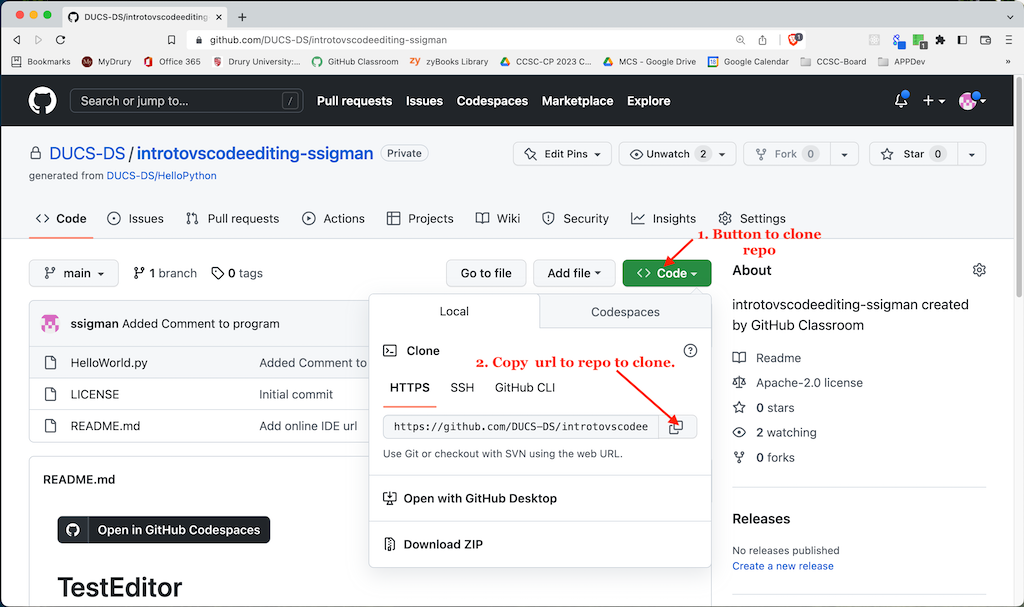 DUCS-DS/introtovscodeediting
github.com/DUCS-DS/introtovscodeediting-ssigman
1
1
Bookmarks MyDrury Office 365 Drury University:... GitHub Classroom zyBooks Library CCSC-CP 2023 C... MCS - Google Drive Google Calendar CCSC-Board APPDev »
Search or jump to... / Pull requests Issues Codespaces Marketplace Explore
DUCS-DS / introtovscodeediting-ssigman Private Edit Pins Unwatch 2 Fork 0 Star 0
generated from DUCS-DS/HelloPython
Code Issues Pull requests Actions Projects Wiki Security Insights Settings
1. Button to clone
repo
main 1 branch 0 tags Go to file Add file Code About
Local Codespaces
introtovscodeediting-ssigman created
by GitHub Classroom
ssigman Added Comment to program
Clone
2. Copy url to repo to clone.
HTTPS SSH GitHub CLI
https://github.com/DUCS-DS/introtovscodee
Use Git or checkout with SVN using the web URL.
Open with GitHub Desktop
Download ZIP
HelloWorld.py Added Comment to
LICENSE Initial commit
README.md Add online IDE url
Readme
Apache-2.0 license
0 stars
2 watching
0 forks
README.md
Open in GitHub Codespaces
TestEditor
Releases
No releases published
Create a new release